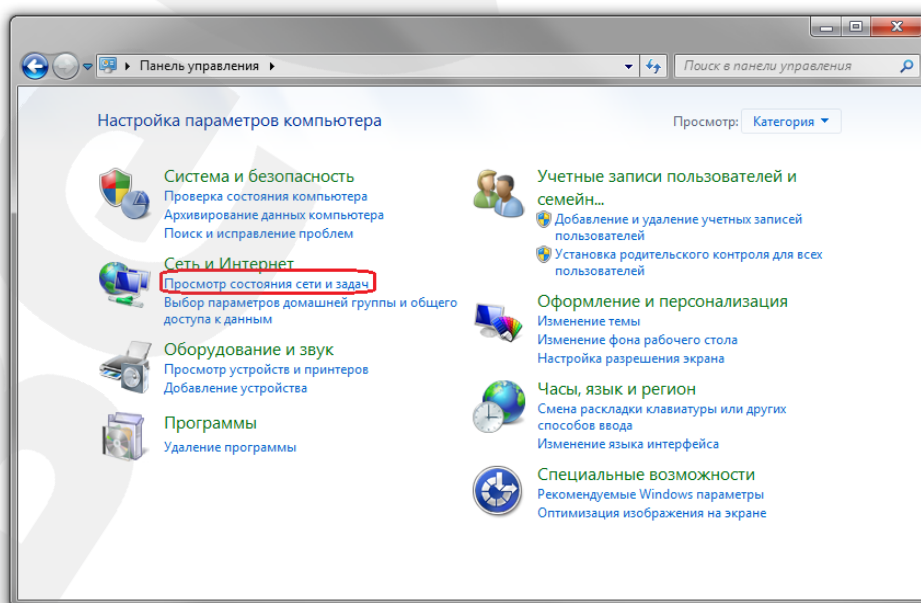 Панель управления
Поиск в панели управления
Настройка параметров компьютера
Просмотр: Категория
Система и безопасность
Проверка состояния компьютера
Архивирование данных компьютера
Поиск и исправление проблем
Сеть и Интернет
Просмотр состояния сети и задач
Выбор параметров домашней группы и общего
доступа к данным
Оборудование и звук
Просмотр устройств и принтеров
Добавление устройства
Программы
Удаление программы
Учетные записи пользователей и
семейн...
Добавление и удаление учетных записей
пользователей
Установка родительского контроля для всех
пользователей
Оформление и персонализация
Изменение темы
Изменение фона рабочего стола
Настройка разрешения экрана
Часы, язык и регион
Смена раскладки клавиатуры или других
способов ввода
Изменение языка интерфейса
Специальные возможности
Рекомендуемые Windows параметры
Оптимизация изображения на экране